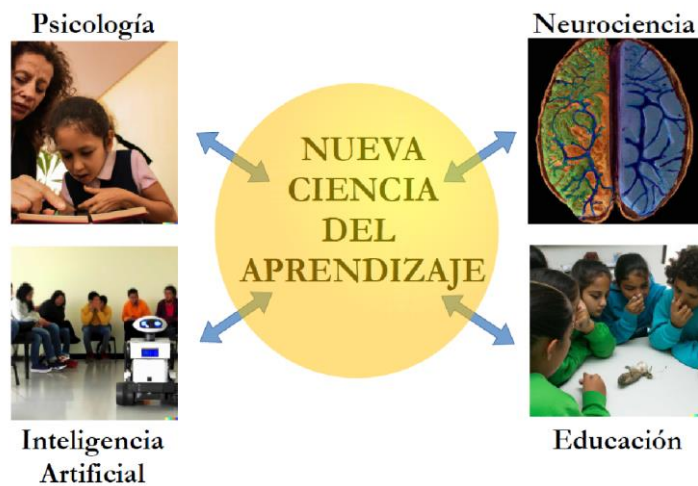 Psicología
Neurociencia
NUEVA
CIENCIA
DEL
APRENDIZAJE
Inteligencia
Artificial
Educación